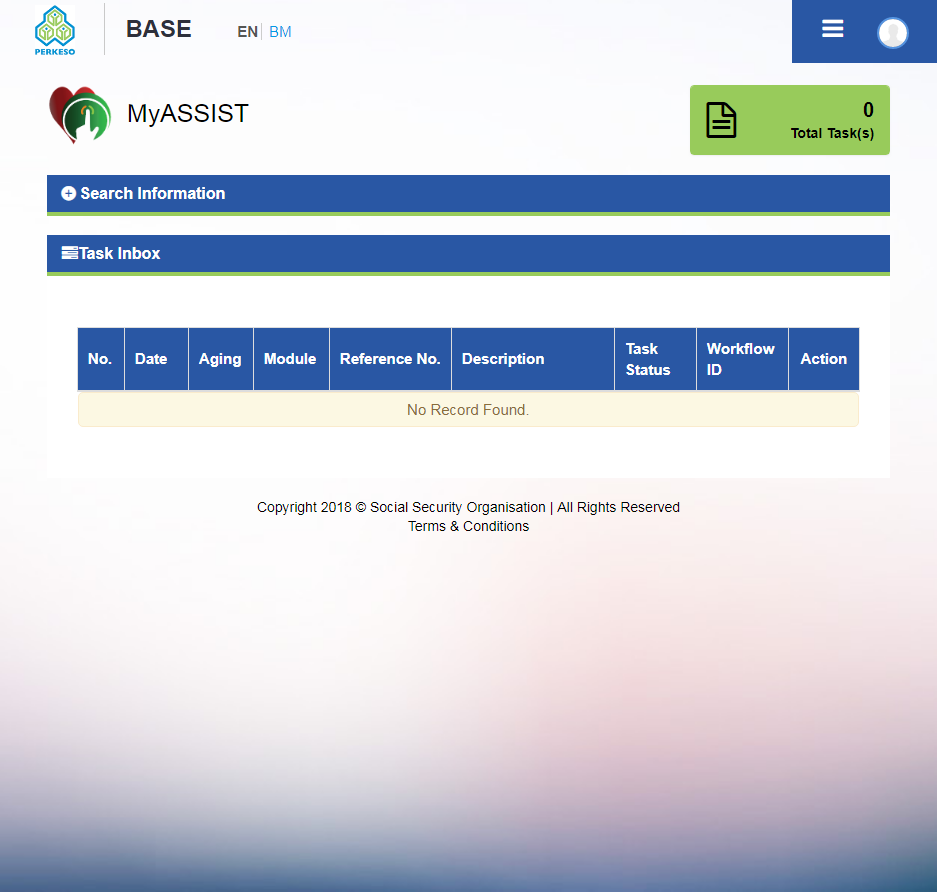 PERKESO
BASE
EN
BM
MyASSIST
0
Total Task(s)
Search Information
Task Inbox
No.
Date
Aging
Module
Reference No.
Description
Task
Status
Workflow
ID
Action
No Record Found.
Copyright 2018 © Social Security Organisation | All Rights Reserved
Terms & Conditions